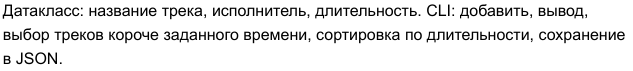 Датакласс: название трека, исполнитель, длительность. CLI: добавить, вывод,
выбор треков короче заданного времени, сортировка по длительности, сохранение
в JSON.